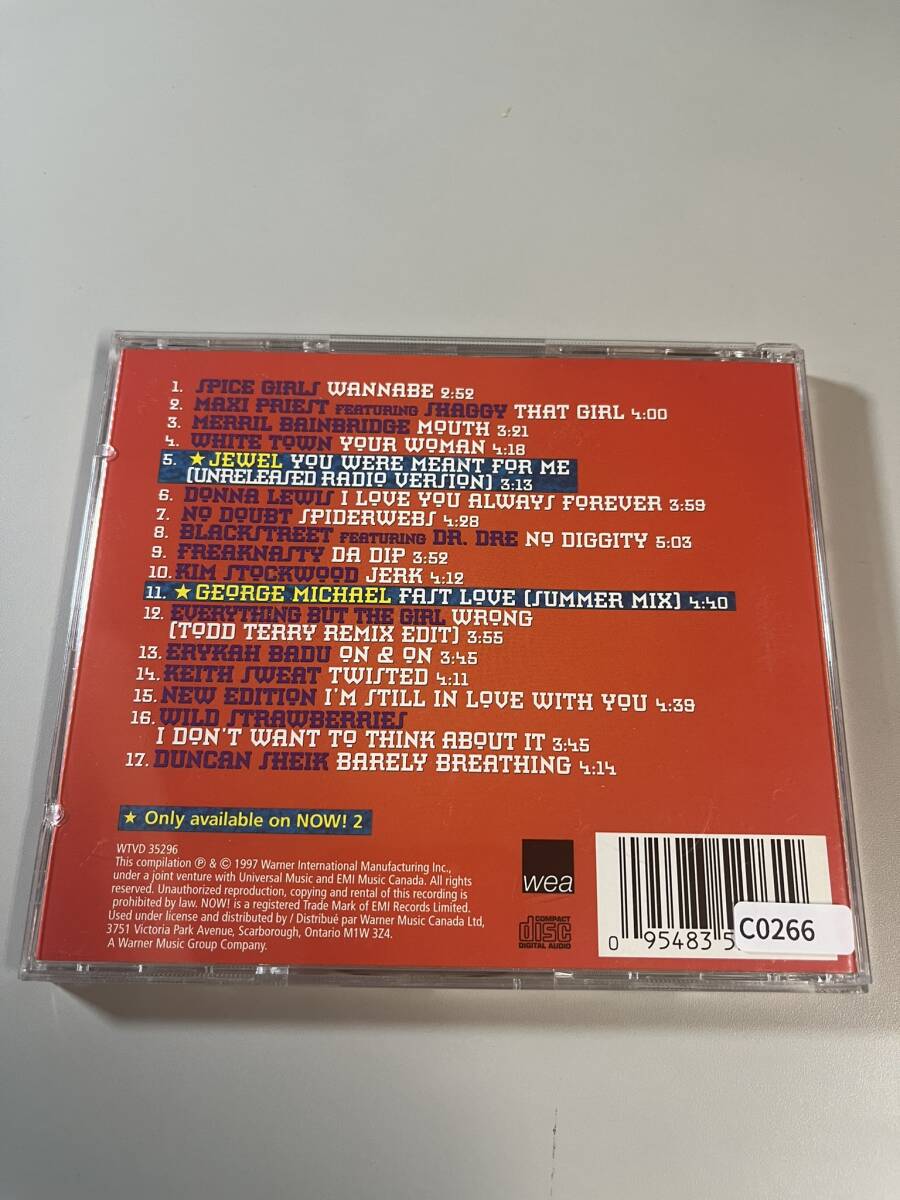 1. SPICE GIRLS WANNABE 2:52
2. MAXI PRIEST FEATURING SHAGGY THAT GIRL 4:00
3. MERRIL BAINBRIDGE MOUTH 3:21
4. WHITE TOWN YOUR WOMAN 4:18
5. ★ JEWEL YOU WERE MEANT FOR ME
(UNRELEASED RADIO VERSION) 3:13
6. DONNA LEWIS I LOVE YOU ALWAYS FOREVER 3:59
7. NO DOUBT SPIDERWEBS 4:28
8. BLACKSTREET FEATURING DR. DRE NO DIGGITY 5:03
9. FREAKNASTY DA DIP 3:52
10. KIM STOCKWOOD JERK 4:12
11. ★ GEORGE MICHAEL FAST LOVE (SUMMER MIX) 4:40
12. EVERYTHING BUT THE GIRL WRONG
(TODD TERRY REMIX EDIT) 3:55
13. ERYKAH BADU ON & ON 3:45
14. KEITH SWEAT TWISTED 4:11
15. NEW EDITION I'M STILL IN LOVE WITH YOU 4:39
16. WILD STRAWBERRIES
I DON'T WANT TO THINK ABOUT IT 3:45
17. DUNCAN SHEIK BARELY BREATHING 4:14
★ Only available on NOW! 2
WTVD 35296
This compilation ℗ & © 1997 Warner International Manufacturing Inc.,
under a joint venture with Universal Music and EMI Music Canada. All rights
reserved. Unauthorized reproduction, copying and rental of this recording is
prohibited by law. NOW! is a registered Trade Mark of EMI Records Limited.
Used under license and distributed by / Distribué par Warner Music Canada Ltd,
3751 Victoria Park Avenue, Scarborough, Ontario M1W 3Z4.
A Warner Music Group Company.
wea
COMPACT
disc
DIGITAL AUDIO
0 95483 5
C0266